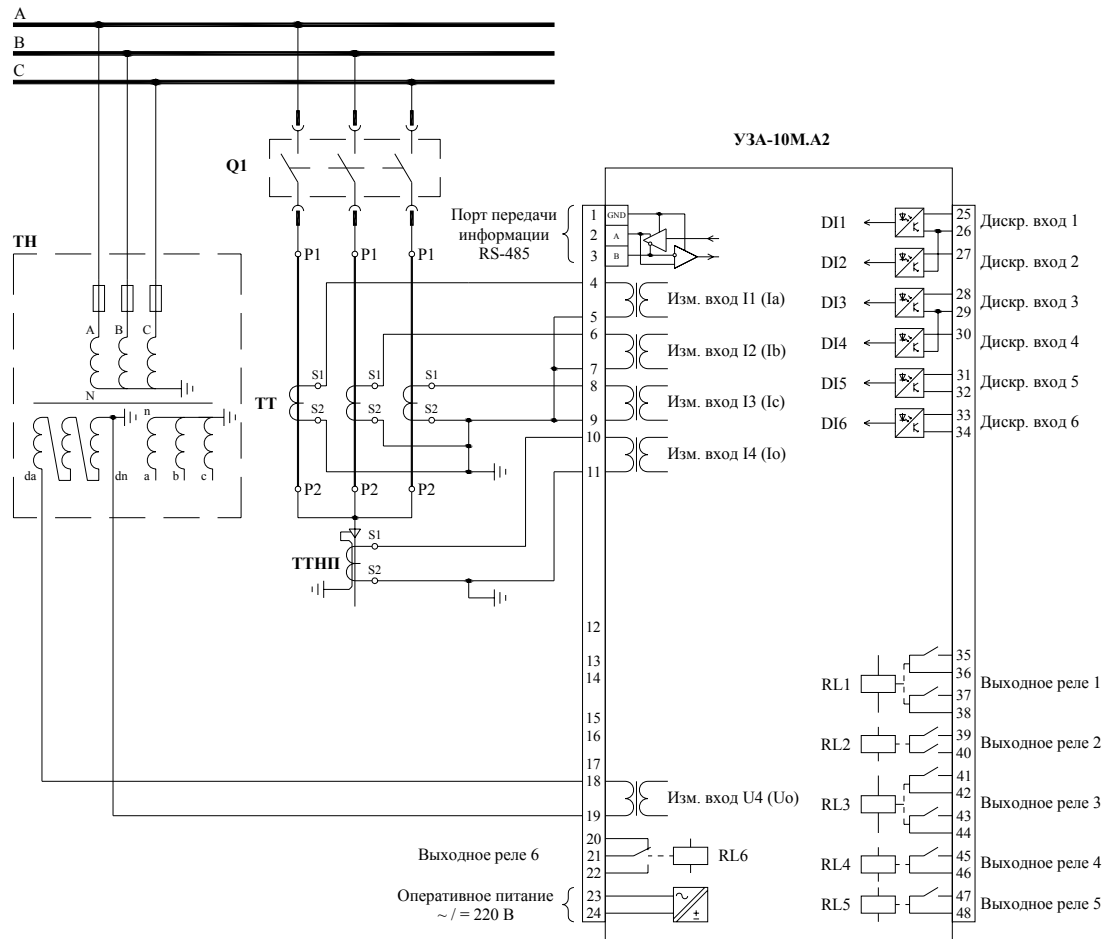 A
B
C
УЗА-10М.А2
Q1
Порт передачи
информации
RS-485
1
GND
2
A
3
B
DI1
25
26
Дискр. вход 1
DI2
27
Дискр. вход 2
DI3
28
29
Дискр. вход 3
DI4
30
Дискр. вход 4
DI5
31
32
Дискр. вход 5
DI6
33
34
Дискр. вход 6
ТН
P1
P1
P1
4
5
Изм. вход I1 (Ia)
6
7
Изм. вход I2 (Ib)
8
9
Изм. вход I3 (Ic)
10
11
Изм. вход I4 (Io)
A
B
C
N
n
da
dn
a
b
c
ТТ
S1
S1
S1
S2
S2
S2
P2
P2
P2
ТТНП
S1
S2
12
13
14
15
16
17
18
19
Изм. вход U4 (Uo)
RL1
35
36
37
38
Выходное реле 1
RL2
39
40
Выходное реле 2
RL3
41
42
43
44
Выходное реле 3
RL4
45
46
Выходное реле 4
RL5
47
48
Выходное реле 5
Выходное реле 6
20
21
22
RL6
Оперативное питание
~ / = 220 В
23
24
~
±